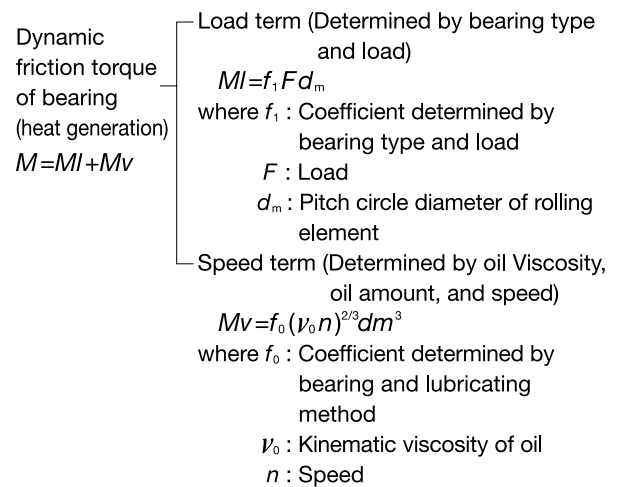 Dynamic
friction torque
of bearing
(heat generation)
M=Ml+Mv
Load term (Determined by bearing type
and load)
Ml=f₁Fdₘ
where f₁ : Coefficient determined by
bearing type and load
F : Load
dₘ : Pitch circle diameter of rolling
element
Speed term (Determined by oil Viscosity,
oil amount, and speed)
Mv=f₀(ν₀n)²ᐟ³dm³
where f₀ : Coefficient determined by
bearing and lubricating
method
ν₀ : Kinematic viscosity of oil
n : Speed